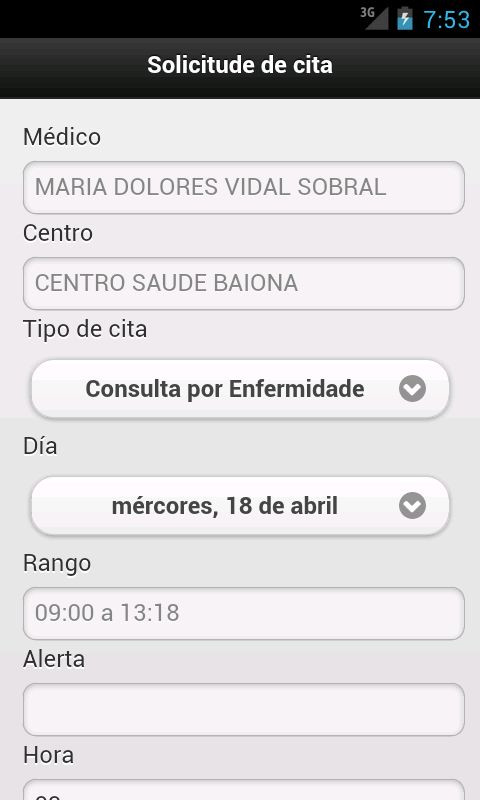 3G 7:53
Solicitude de cita
Médico
MARIA DOLORES VIDAL SOBRAL
Centro
CENTRO SAUDE BAIONA
Tipo de cita
Consulta por Enfermidade
Día
mércores, 18 de abril
Rango
09:00 a 13:18
Alerta
Hora